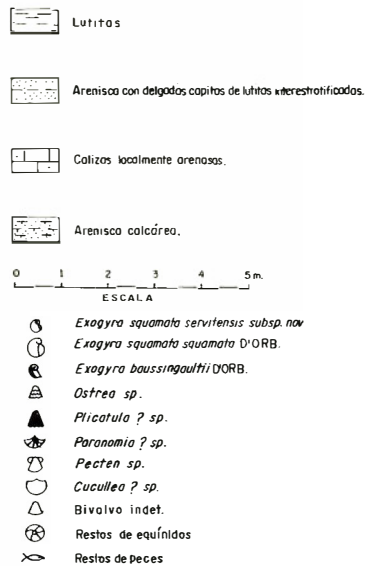 Lutitas
Arenisca con delgadas capitas de lutitas interestratificadas.
Calizas localmente arenosas.
Arenisca calcárea.
0 1 2 3 4 5 m.
ESCALA
Exogyra squamata servitensis subsp. nov
Exogyra squamata squamata D'ORB.
Exogyra boussingaultii D'ORB.
Ostrea sp.
Plicatula ? sp.
Paranomia ? sp.
Pecten sp.
Cucullea ? sp.
Bivalvo indet.
Restos de equínidos
Restos de peces